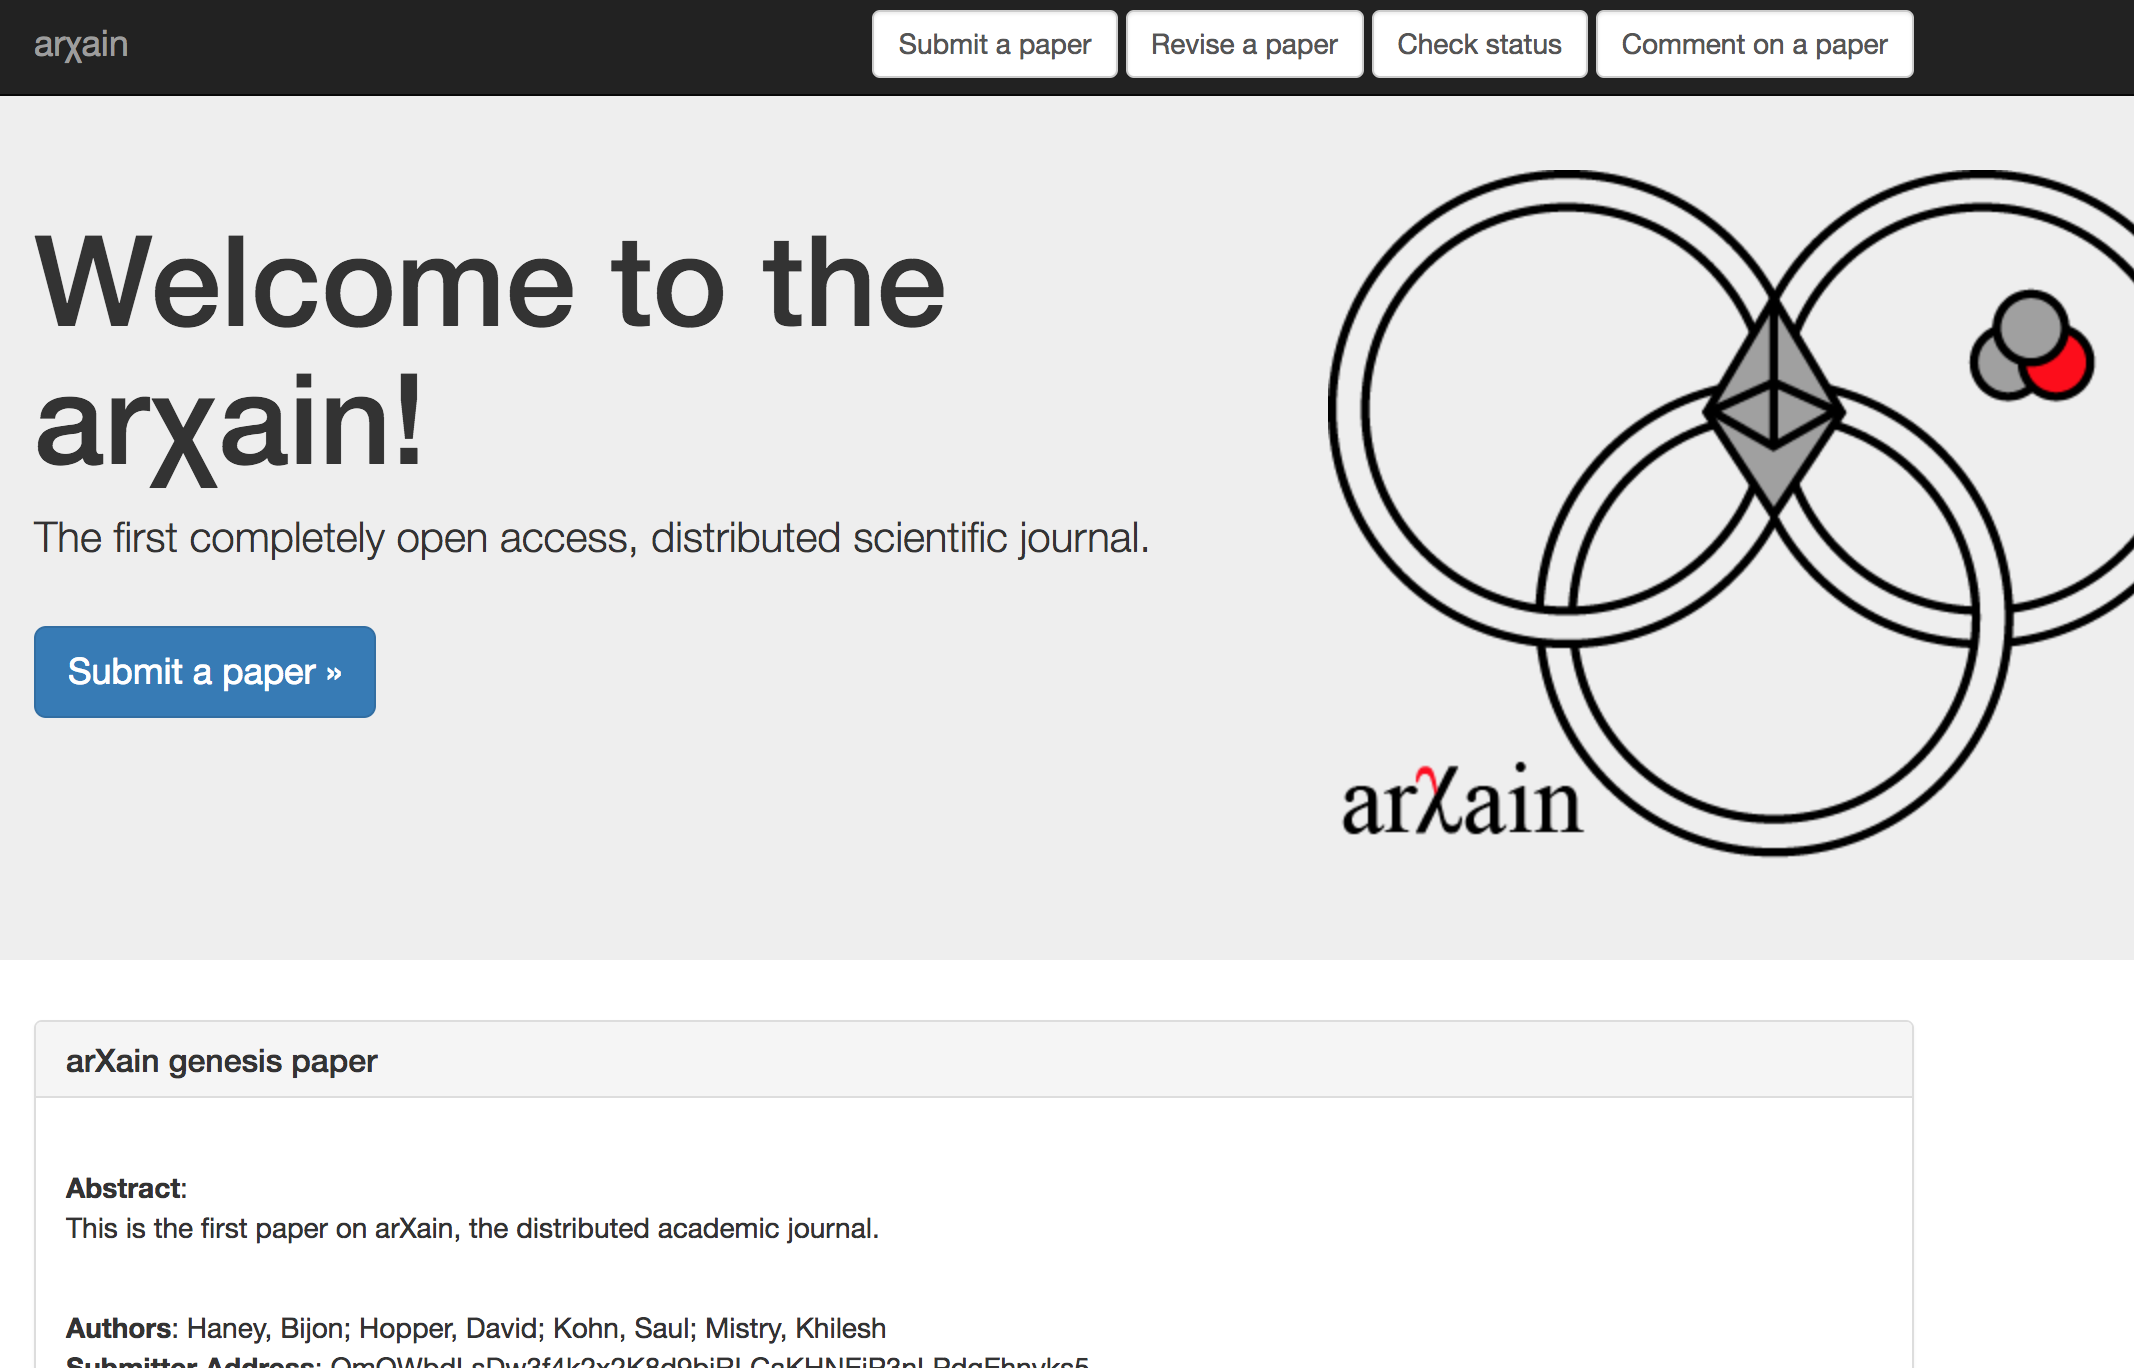 arχain
Submit a paper
Revise a paper
Check status
Comment on a paper
Welcome to the
arχain!
The first completely open access, distributed scientific journal.
Submit a paper »
arχain
arXain genesis paper
Abstract:
This is the first paper on arXain, the distributed academic journal.
Authors: Haney, Bijon; Hopper, David; Kohn, Saul; Mistry, Khilesh
Submitter Address: